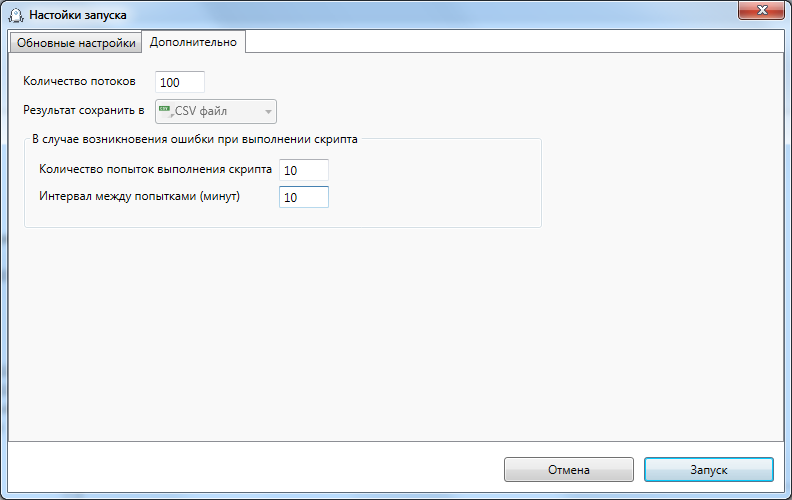 Настойки запуска
Обновные настройки
Дополнительно
Количество потоков 100
Результат сохранить в CSV файл
В случае возникновения ошибки при выполнении скрипта
Количество попыток выполнения скрипта 10
Интервал между попытками (минут) 10
Отмена Запуск